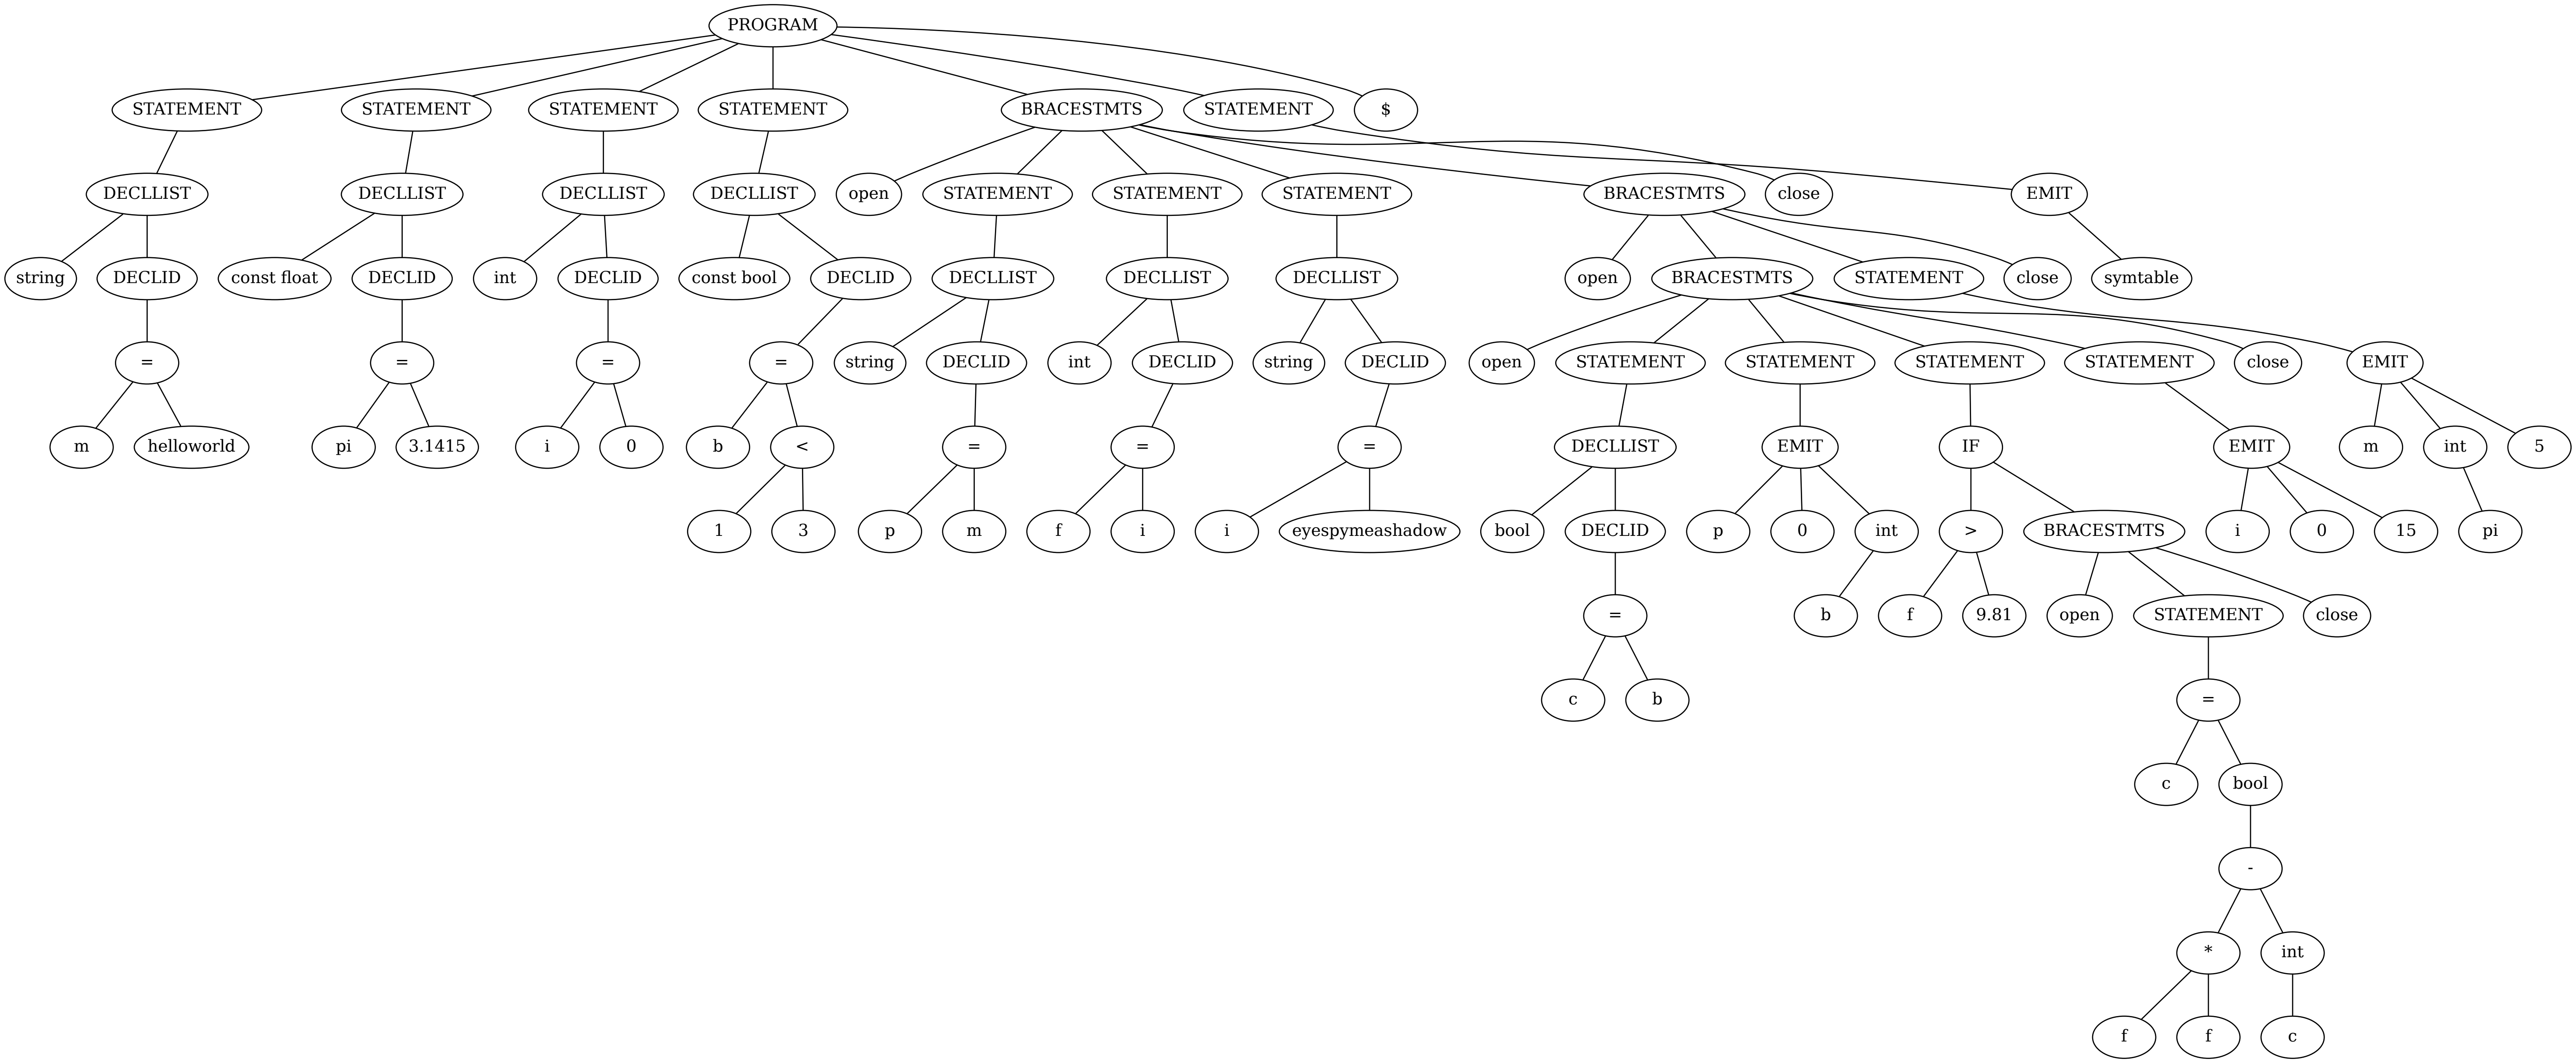 PROGRAM
STATEMENT STATEMENT STATEMENT STATEMENT BRACESTMTS STATEMENT $
DECLLIST DECLLIST DECLLIST DECLLIST open STATEMENT STATEMENT STATEMENT BRACESTMTS close EMIT
string DECLID const float DECLID int DECLID const bool DECLID DECLLIST DECLLIST DECLLIST open BRACESTMTS STATEMENT close symtable
= = = = string DECLID int DECLID string DECLID open STATEMENT STATEMENT STATEMENT STATEMENT close EMIT
m helloworld pi 3.1415 i 0 b < = = = DECLLIST EMIT IF EMIT m int 5
1 3 p m f i i eyespymeashadow bool DECLID p 0 int > BRACESTMTS i 0 15 pi
= b f 9.81 open STATEMENT close
c b =
c bool
-
* int
f f c